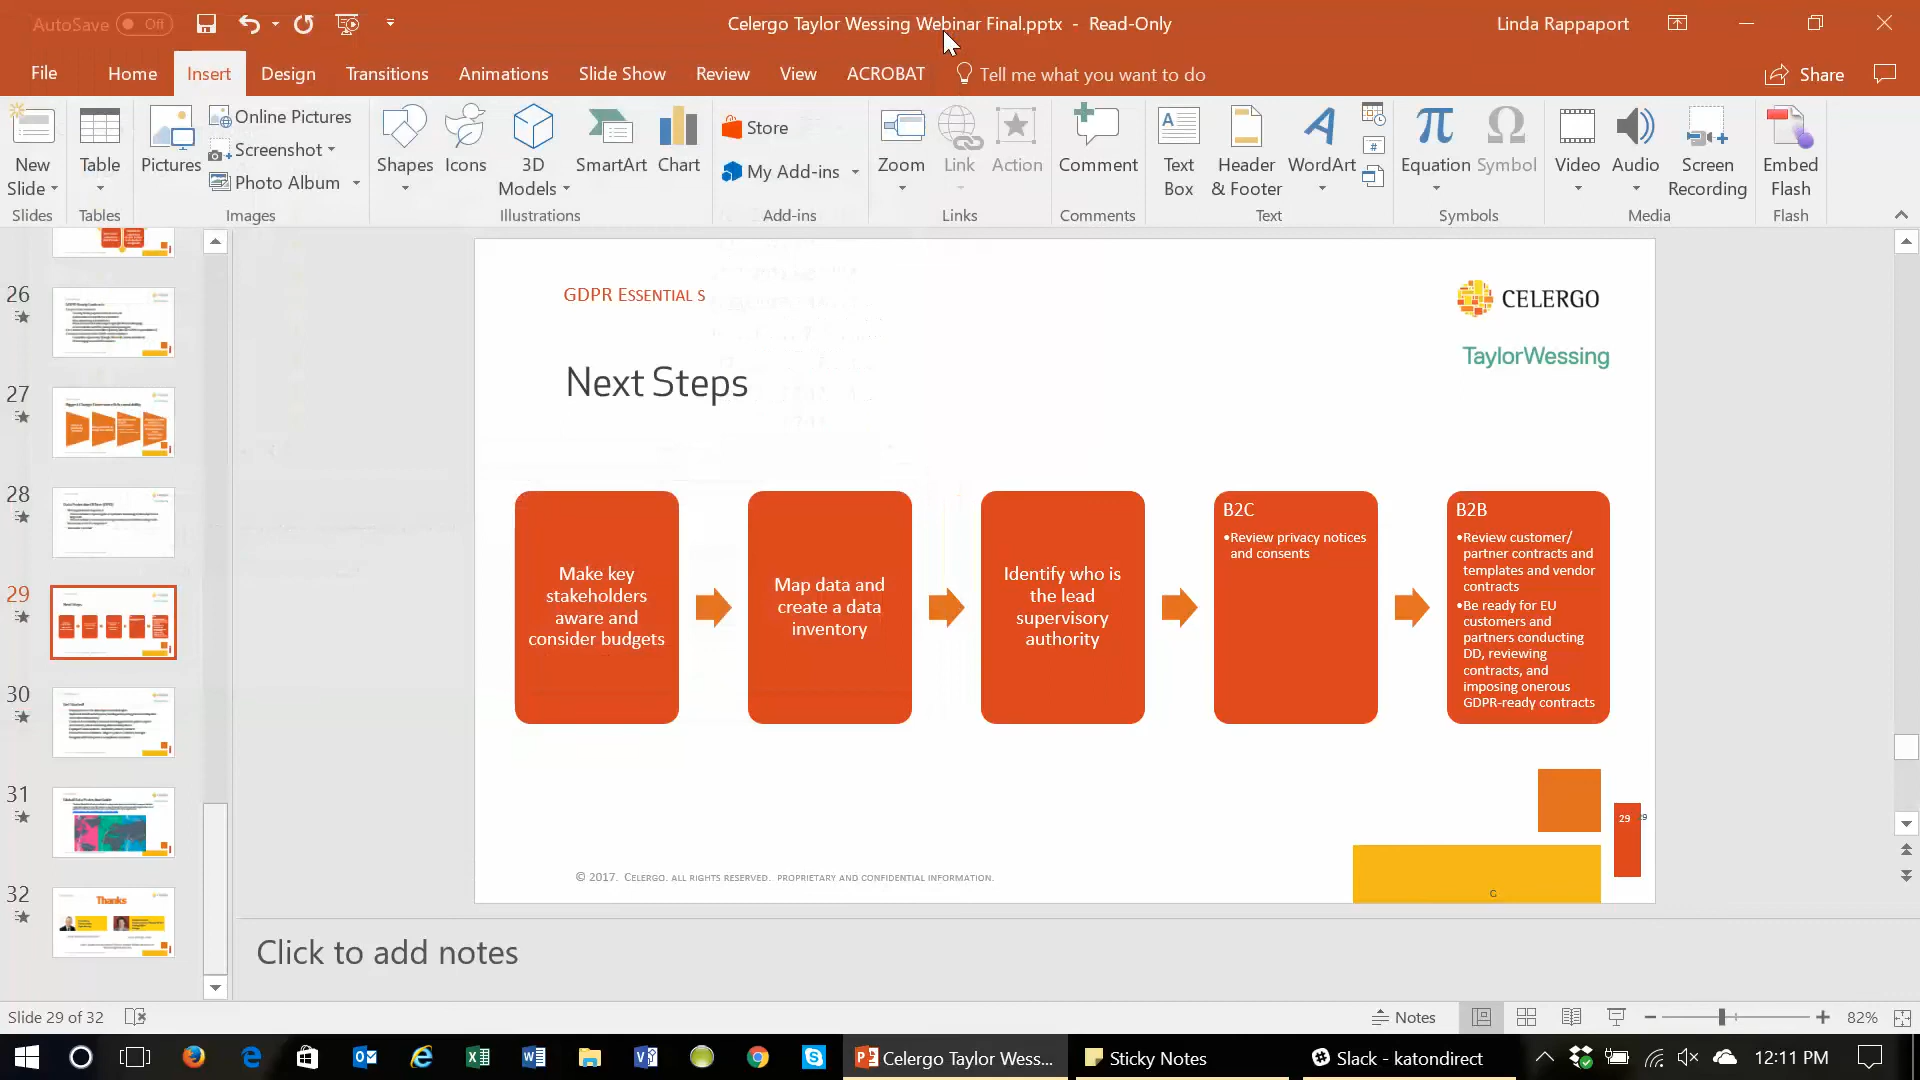 AutoSave Off
Celergo Taylor Wessing Webinar Final.pptx - Read-Only
Linda Rappaport
File Home Insert Design Transitions Animations Slide Show Review View ACROBAT Tell me what you want to do
Share
New Slide
Table
Pictures
Online Pictures
Screenshot
Photo Album
Shapes
Icons
3D Models
SmartArt
Chart
Store
My Add-ins
Zoom
Link
Action
Comment
Text Box
Header & Footer
WordArt
Equation
Symbol
Video
Audio
Screen Recording
Embed Flash
Slides Tables Images Illustrations Add-ins Links Comments Text Symbols Media Flash
26
27
28
29
30
31
32
Next Steps
Thanks
GDPR ESSENTIAL S
CELERGO
TaylorWessing
Next Steps
Make key
stakeholders
aware and
consider budgets
Map data and
create a data
inventory
Identify who is
the lead
supervisory
authority
B2C
•Review privacy notices
and consents
B2B
•Review customer/
partner contracts and
templates and vendor
contracts
•Be ready for EU
customers and
partners conducting
DD, reviewing
contracts, and
imposing onerous
GDPR-ready contracts
29 29
© 2017. CELERGO. ALL RIGHTS RESERVED. PROPRIETARY AND CONFIDENTIAL INFORMATION.
C
Click to add notes
Slide 29 of 32
Notes
82%
Celergo Taylor Wess...
Sticky Notes
Slack - katondirect
12:11 PM